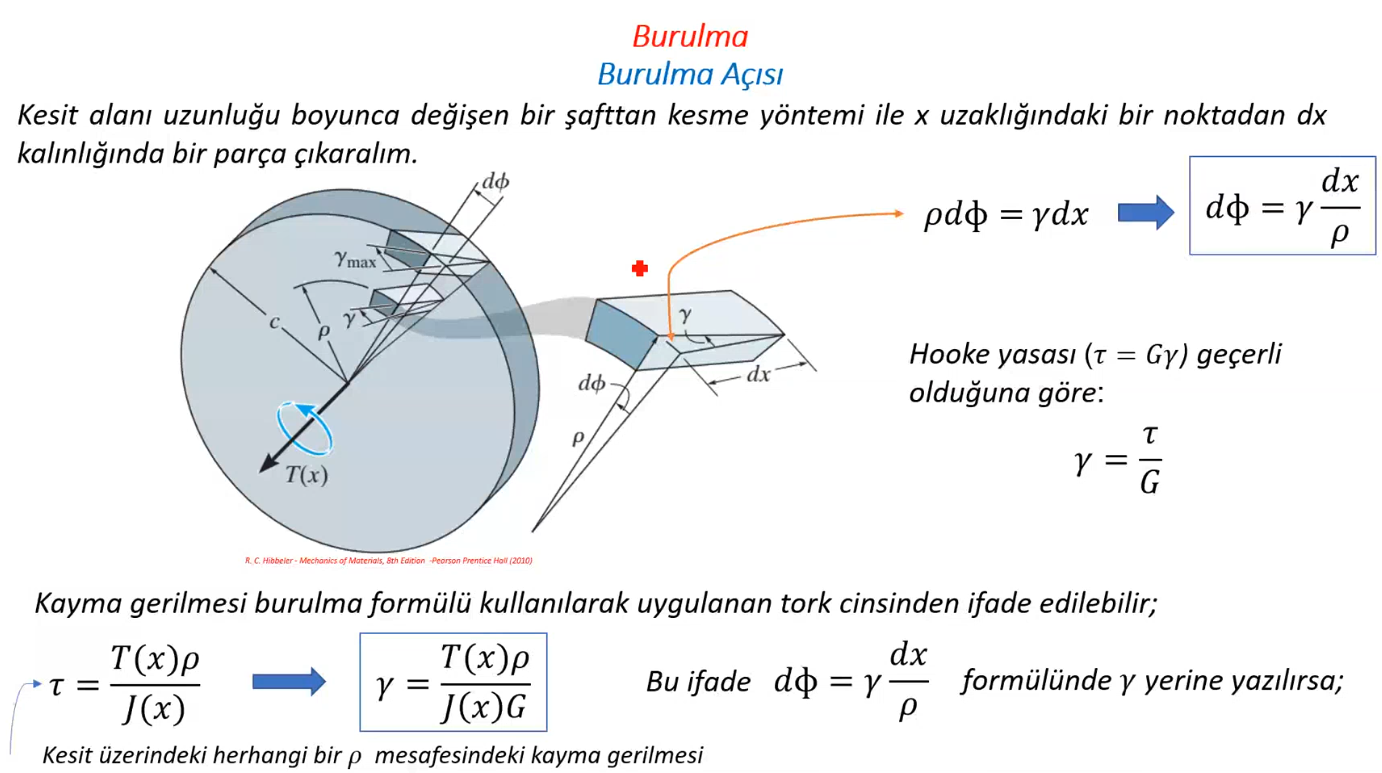 Burulma
Burulma Açısı
Kesit alanı uzunluğu boyunca değişen bir şafttan kesme yöntemi ile x uzaklığındaki bir noktadan dx
kalınlığında bir parça çıkaralım.
dϕ
γmax
c
ρ
γ
T(x)
γ
dx
dϕ
ρ
ρdϕ = γdx
dϕ = γ dx/ρ
Hooke yasası (τ = Gγ) geçerli
olduğuna göre:
γ = τ/G
R. C. Hibbeler - Mechanics of Materials, 8th Edition -Pearson Prentice Hall (2010)
Kayma gerilmesi burulma formülü kullanılarak uygulanan tork cinsinden ifade edilebilir;
τ = T(x)ρ/J(x)
γ = T(x)ρ/J(x)G
Bu ifade dϕ = γ dx/ρ formülünde γ yerine yazılırsa;
Kesit üzerindeki herhangi bir ρ mesafesindeki kayma gerilmesi